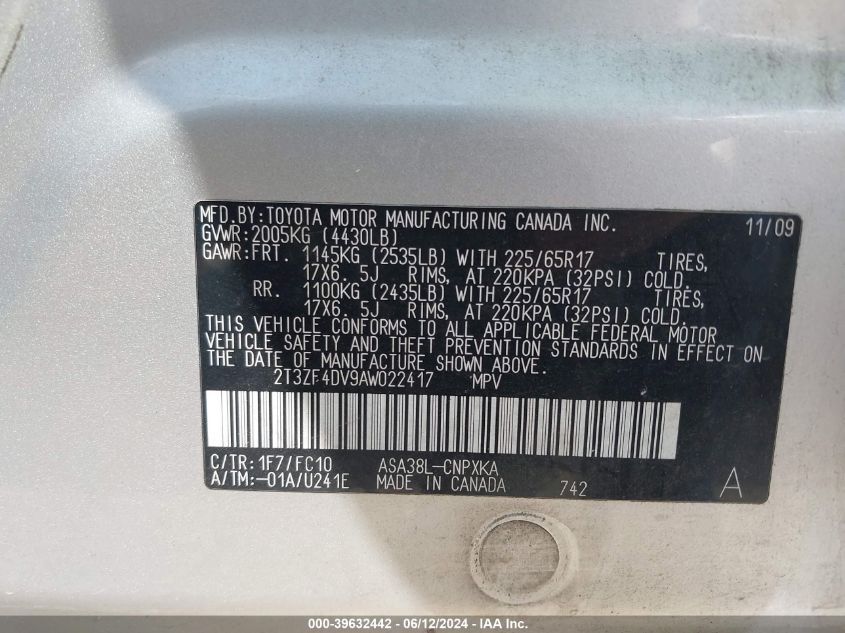 MFD.BY:TOYOTA MOTOR MANUFACTURING CANADA INC. 11/09
GVWR:2005KG (4430LB)
GAWR:FRT. 1145KG (2535LB) WITH 225/65R17 TIRES,
17X6.5J RIMS, AT 220KPA (32PSI) COLD.
RR. 1100KG (2435LB) WITH 225/65R17 TIRES,
17X6.5J RIMS, AT 220KPA (32PSI) COLD.
THIS VEHICLE CONFORMS TO ALL APPLICABLE FEDERAL MOTOR
VEHICLE SAFETY AND THEFT PREVENTION STANDARDS IN EFFECT ON
THE DATE OF MANUFACTURE SHOWN ABOVE.
2T3ZF4DV9AW022417 MPV
C/TR:1F7/FC10 ASA38L-CNPXKA
A/TM:-01A/U241E MADE IN CANADA 742 A
000-39632442 - 06/12/2024 - IAAI Inc.